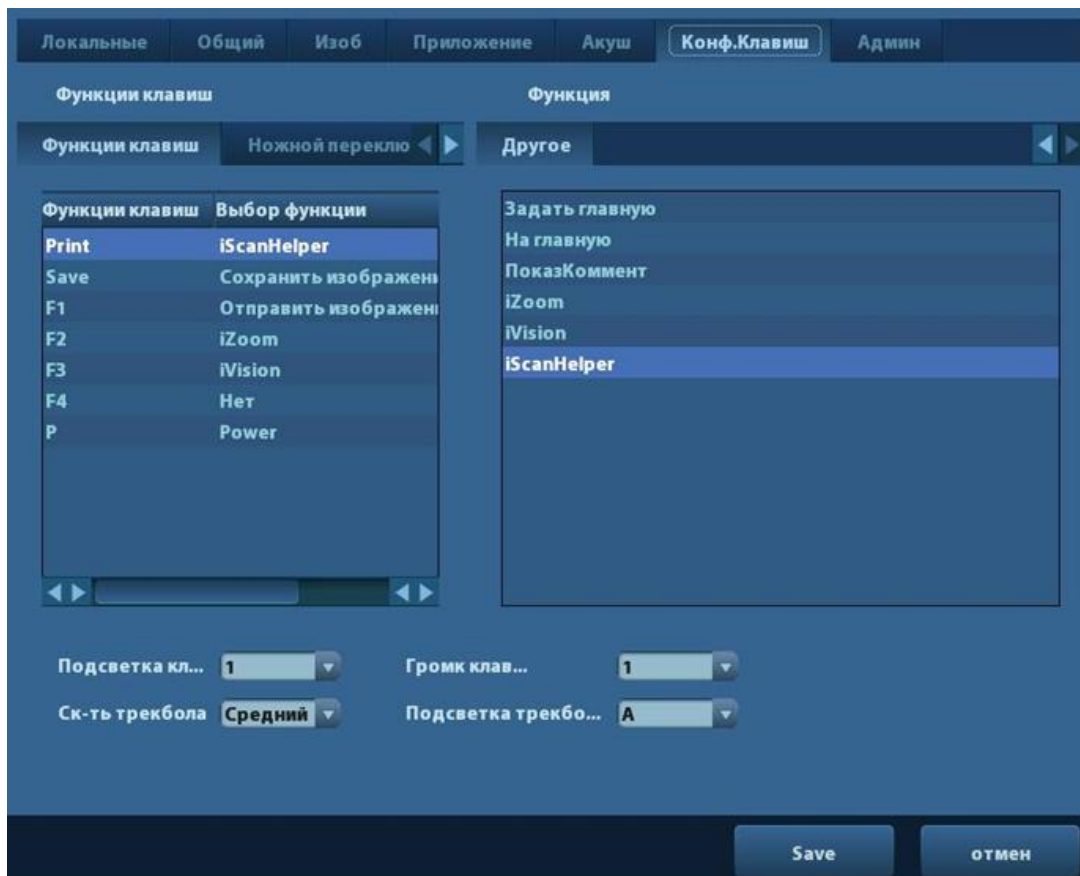 Локальные Общий Изоб Приложение Акуш Конф.Клавиш Админ
Функции клавиш Функция
Функции клавиш Ножной переклю Другое
Функции клавиш Выбор функции
Print iScanHelper
Save Сохранить изображени
F1 Отправить изображени
F2 iZoom
F3 iVision
F4 Нет
P Power
Задать главную
На главную
ПоказКоммент
iZoom
iVision
iScanHelper
Подсветка кл... 1 Громк клав... 1
Ск-ть трекбола Средний Подсветка трекбо... A
Save отмен